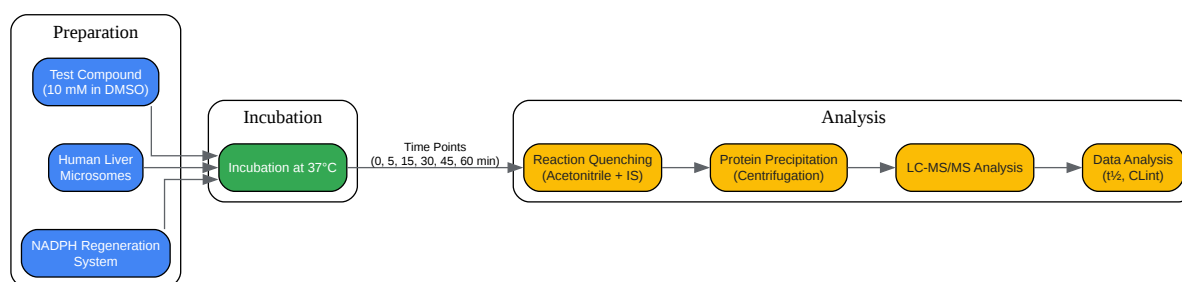 Preparation
Test Compound
(10 mM in DMSO)
Human Liver
Microsomes
NADPH Regeneration
System
Incubation
Incubation at 37°C
Time Points
(0, 5, 15, 30, 45, 60 min)
Analysis
Reaction Quenching
(Acetonitrile + IS)
Protein Precipitation
(Centrifugation)
LC-MS/MS Analysis
Data Analysis
(t½, CLint)